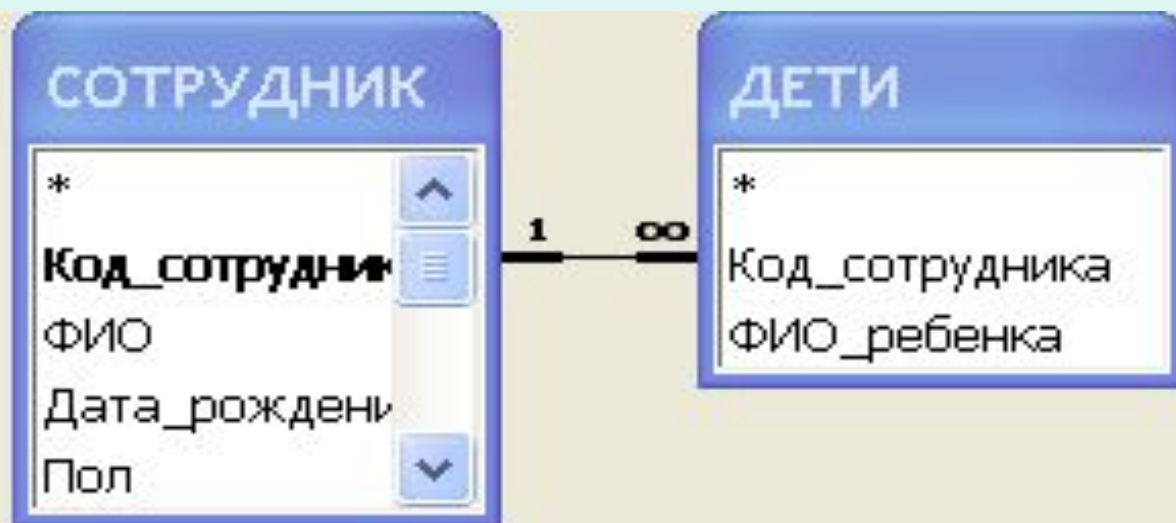 СОТРУДНИК
*
Код_сотрудник
ФИО
Дата_рождени
Пол
1 ∞
ДЕТИ
*
Код_сотрудника
ФИО_ребенка